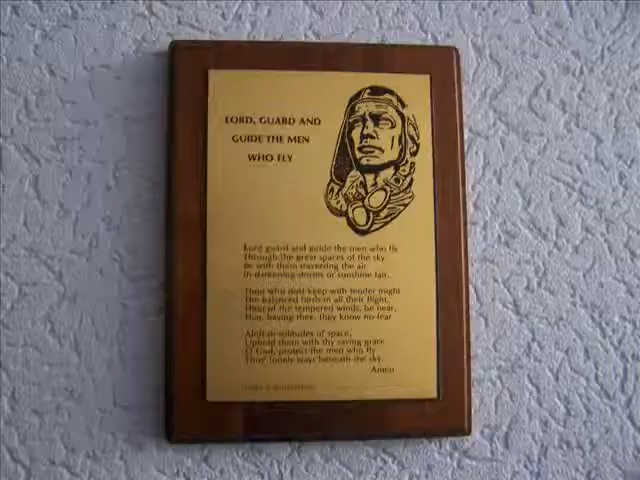 LORD, GUARD AND
GUIDE THE MEN
WHO FLY
Lord guard and guide the men who fly
Through the great spaces of the sky
Be with them traversing the air
In darkening storms or sunshine fair.
Thou who dost keep with tender might
The balanced birds in all their flight,
Thou of the tempered winds, be near,
That, having thee, they know no fear
Aloft in solitudes of space,
Uphold them with thy saving grace
O God, protect the men who fly
Thro' lonely ways beneath the sky.
Amen